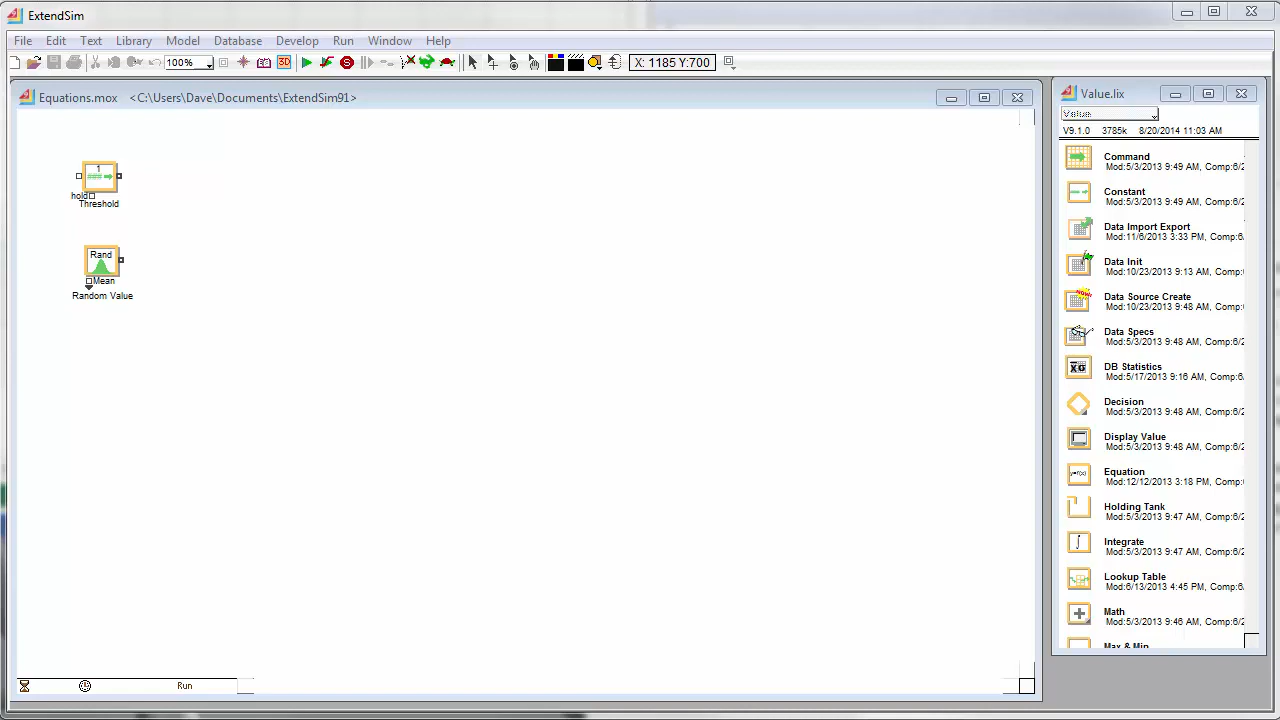 ExtendSim
File Edit Text Library Model Database Develop Run Window Help
100% 3D X: 1185 Y:700
Equations.mox <C:\Users\Dave\Documents\ExtendSim91>
1
hold
Threshold
Rand
Mean
Random Value
Run
Value.lix
Value
V9.1.0 3785k 8/20/2014 11:03 AM
Command
Mod:5/3/2013 9:49 AM, Comp:6/2
Constant
Mod:5/3/2013 9:49 AM, Comp:6/2
Data Import Export
Mod:11/6/2013 3:33 PM, Comp:6/
Data Init
Mod:10/23/2013 9:13 AM, Comp:
Data Source Create
Mod:10/23/2013 9:48 AM, Comp:
Data Specs
Mod:5/3/2013 9:48 AM, Comp:6/2
DB Statistics
Mod:5/17/2013 9:16 AM, Comp:6/
Decision
Mod:5/3/2013 9:48 AM, Comp:6/2
Display Value
Mod:5/3/2013 9:48 AM, Comp:6/2
y=f(x)
Equation
Mod:12/12/2013 3:18 PM, Comp:
Holding Tank
Mod:5/3/2013 9:47 AM, Comp:6/2
Integrate
Mod:5/3/2013 9:47 AM, Comp:6/2
Lookup Table
Mod:6/13/2013 4:45 PM, Comp:6/
Math
Mod:5/3/2013 9:46 AM, Comp:6/2
Max & Min